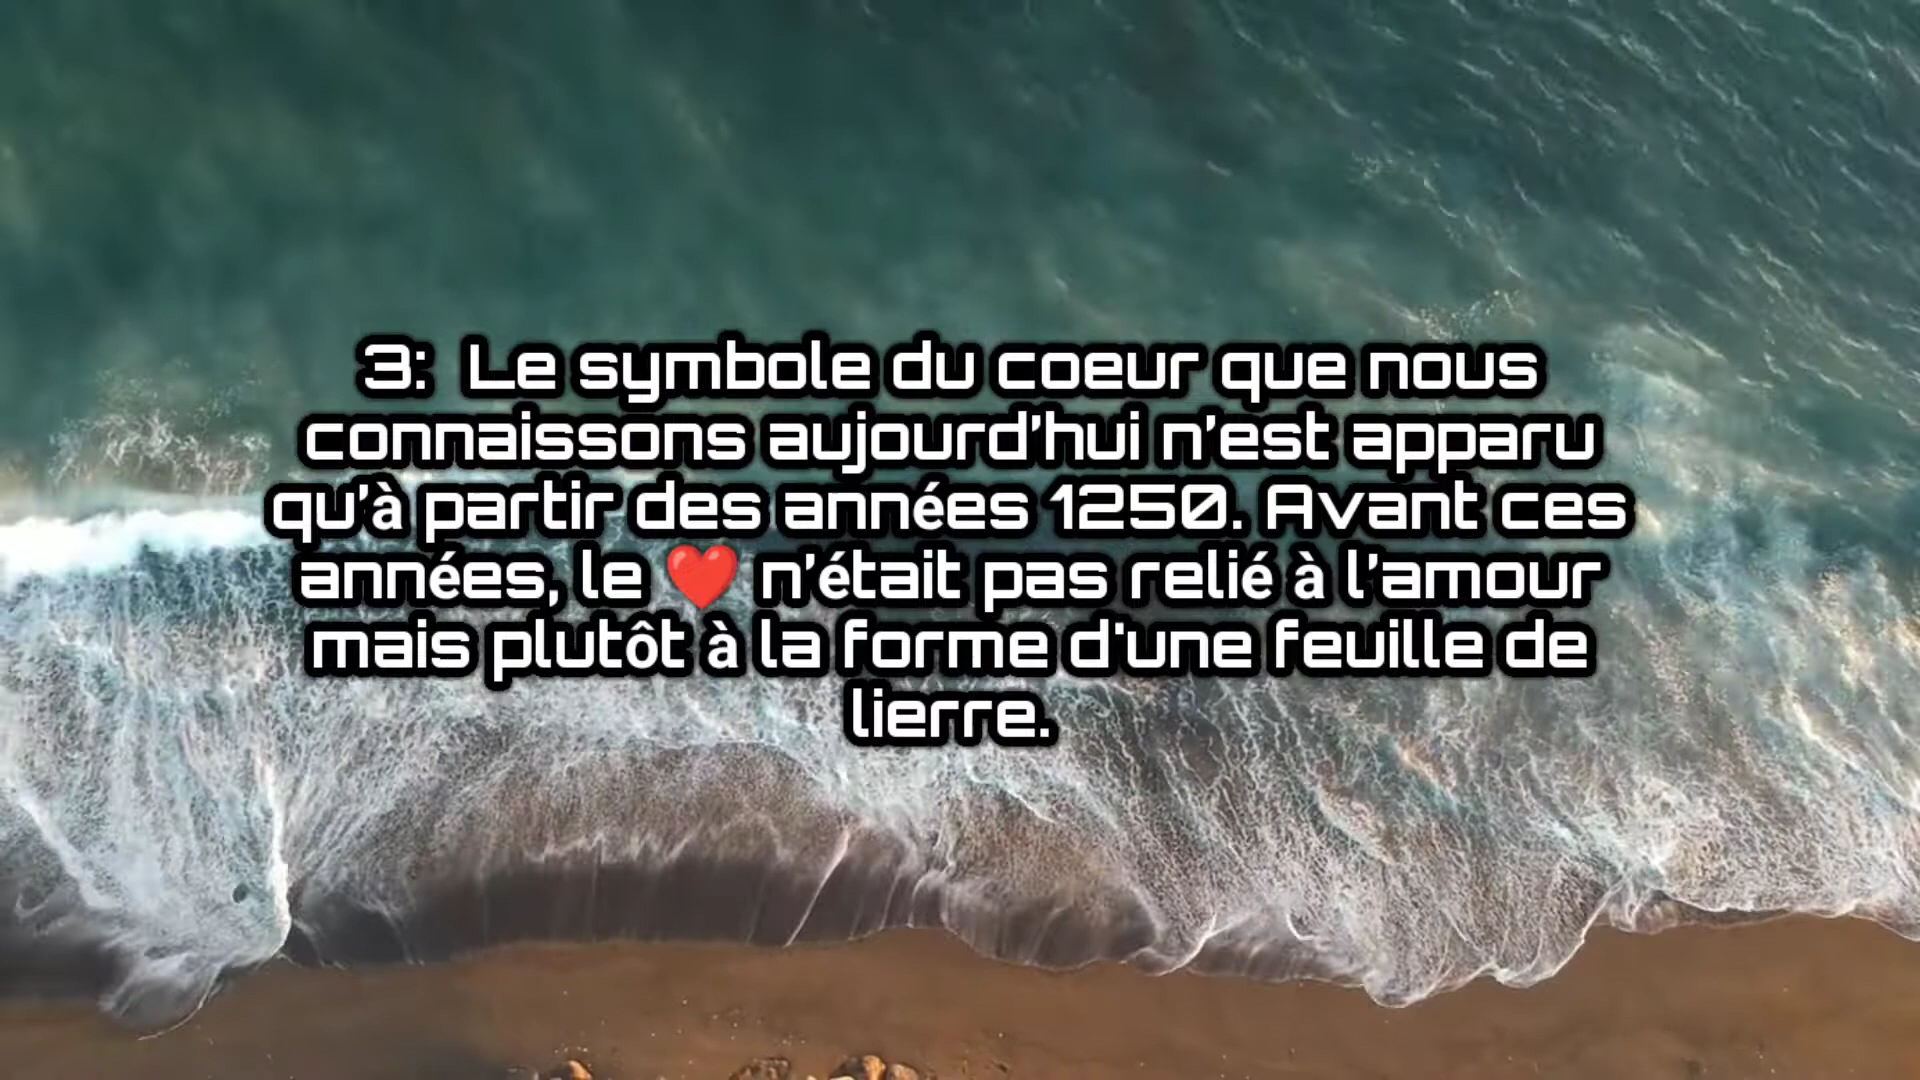 3:  Le symbole du coeur que nous
connaissons aujourd’hui n’est apparu
qu’à partir des années 1250. Avant ces
années, le ❤️ n’était pas relié à l’amour
mais plutôt à la forme d'une feuille de
lierre.